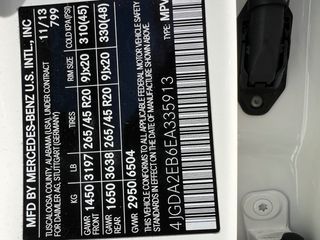 MFD BY MERCEDES-BENZ U.S. INTL., INC
TUSCALOOSA COUNTY, ALABAMA (USA) UNDER CONTRACT
FOR DAIMLER AG, STUTTGART (GERMANY)
11/13
/799
KG LB TIRES RIM SIZE COLD KPA(PSI)
GAWR FRONT 1450 3197 265/45 R20 9Jx20 310(45)
GAWR REAR 1650 3638 265/45 R20 9Jx20 330(48)
GVWR 2950 6504
THIS VEHICLE CONFORMS TO ALL APPLICABLE FEDERAL MOTOR VEHICLE SAFETY
STANDARDS IN EFFECT ON THE DATE OF MANUFACTURE SHOWN ABOVE.
4JGDA2EB6EA335913
TYPE: MPV